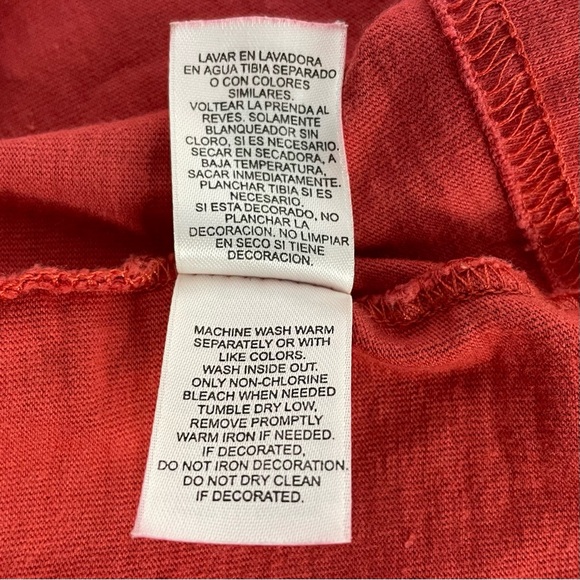 LAVAR EN LAVADORA
EN AGUA TIBIA SEPARADO
O CON COLORES
SIMILARES.
VOLTEAR LA PRENDA AL
REVES. SOLAMENTE
BLANQUEADOR SIN
CLORO, SI ES NECESARIO.
SECAR EN SECADORA, A
BAJA TEMPERATURA,
SACAR INMEDIATAMENTE.
PLANCHAR TIBIA SI ES
NECESARIO.
SI ESTA DECORADO, NO
PLANCHAR LA
DECORACION. NO LIMPIAR
EN SECO SI TIENE
DECORACION.
MACHINE WASH WARM
SEPARATELY OR WITH
LIKE COLORS.
WASH INSIDE OUT.
ONLY NON-CHLORINE
BLEACH WHEN NEEDED
TUMBLE DRY LOW,
REMOVE PROMPTLY
WARM IRON IF NEEDED.
IF DECORATED,
DO NOT IRON DECORATION.
DO NOT DRY CLEAN
IF DECORATED.